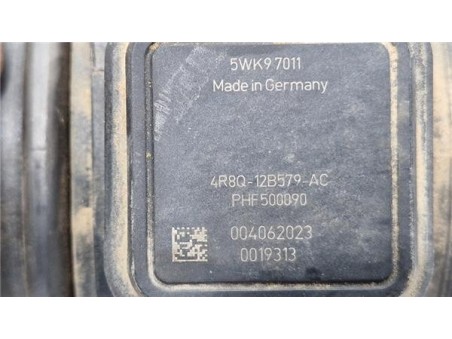 5WK9 7011
Made in Germany
4R8Q-12B579-AC
PHF500090
004062023
0019313